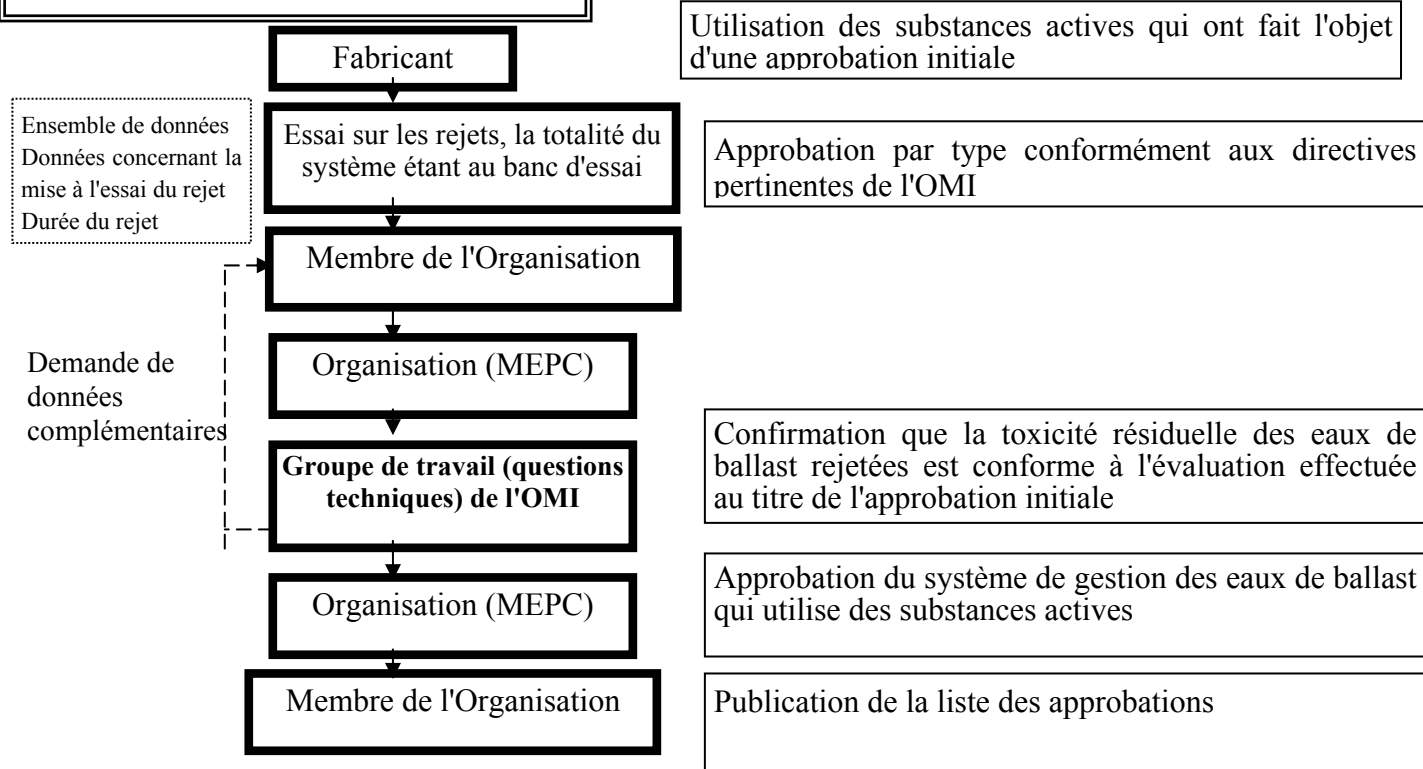 Fabricant
Utilisation des substances actives qui ont fait l'objet
d'une approbation initiale
Ensemble de données
Données concernant la
mise à l'essai du rejet
Durée du rejet
Essai sur les rejets, la totalité du
système étant au banc d'essai
Approbation par type conformément aux directives
pertinentes de l'OMI
Membre de l'Organisation
Organisation (MEPC)
Demande de
données
complémentaires
Groupe de travail (questions
techniques) de l'OMI
Confirmation que la toxicité résiduelle des eaux de
ballast rejetées est conforme à l'évaluation effectuée
au titre de l'approbation initiale
Organisation (MEPC)
Approbation du système de gestion des eaux de ballast
qui utilise des substances actives
Membre de l'Organisation
Publication de la liste des approbations